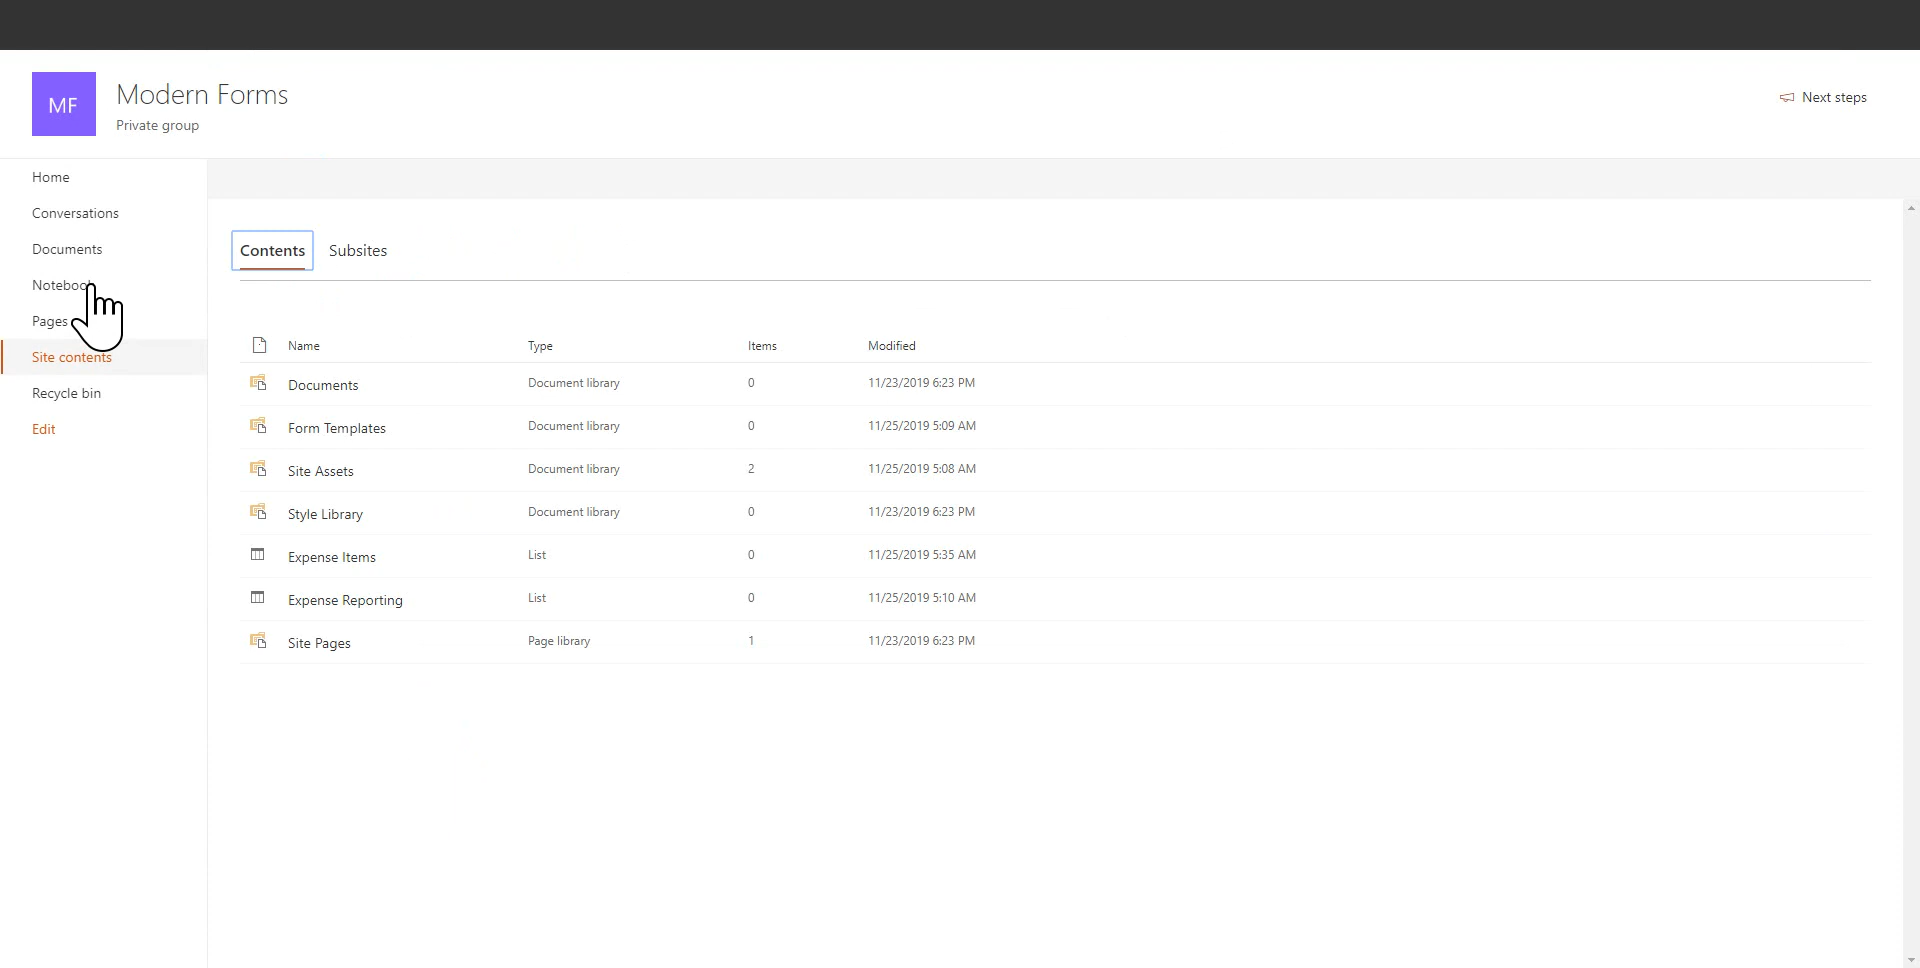 MF
Modern Forms
Private group
Next steps
Home
Conversations
Documents
Notebook
Pages
Site contents
Recycle bin
Edit
Contents Subsites
Name Type Items Modified
Documents Document library 0 11/23/2019 6:23 PM
Form Templates Document library 0 11/25/2019 5:09 AM
Site Assets Document library 2 11/25/2019 5:08 AM
Style Library Document library 0 11/23/2019 6:23 PM
Expense Items List 0 11/25/2019 5:35 AM
Expense Reporting List 0 11/25/2019 5:10 AM
Site Pages Page library 1 11/23/2019 6:23 PM